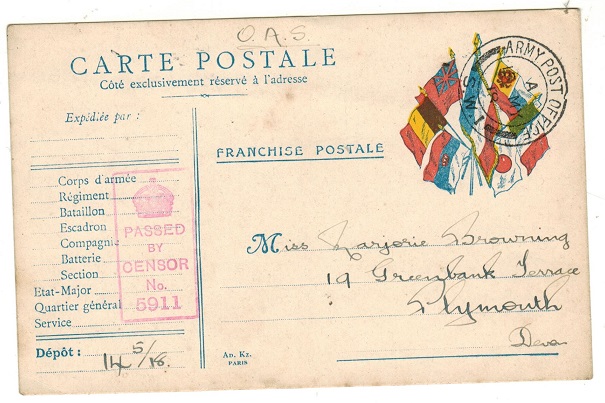 O.A.S.
CARTE POSTALE
Côté exclusivement réservé à l'adresse
ARMY POST OFFICE
Expédiée par :
FRANCHISE POSTALE
Corps d'armée
Régiment
Bataillon
Escadron
Compagnie
Batterie
Section
Etat-Major
Quartier général
Service
PASSED
BY
CENSOR
No.
5911
Miss Marjorie Browning
19 Greenbank Terrace
Plymouth
Devon
Dépôt :
14/5/16.
An. Kz.
PARIS